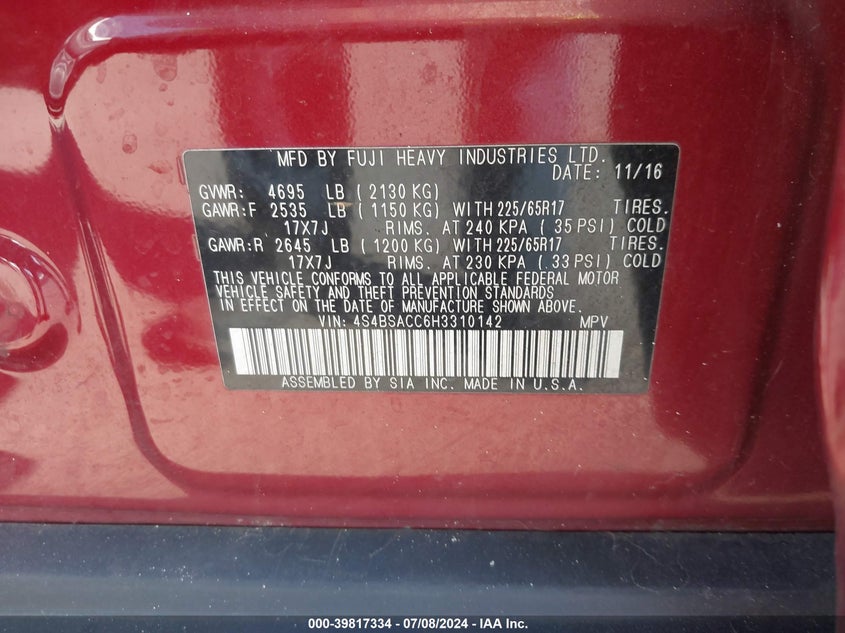 MFD BY FUJI HEAVY INDUSTRIES LTD.
DATE: 11/16
GVWR: 4695 LB ( 2130 KG)
GAWR:F 2535 LB ( 1150 KG) WITH 225/65R17 TIRES.
17X7J RIMS. AT 240 KPA ( 35 PSI) COLD
GAWR:R 2645 LB ( 1200 KG) WITH 225/65R17 TIRES.
17X7J RIMS. AT 230 KPA ( 33 PSI) COLD
THIS VEHICLE CONFORMS TO ALL APPLICABLE FEDERAL MOTOR
VEHICLE SAFETY AND THEFT PREVENTION STANDARDS
IN EFFECT ON THE DATE OF MANUFACTURE SHOWN ABOVE.
VIN: 4S4BSACC6H3310142 MPV
ASSEMBLED BY SIA INC. MADE IN U.S.A.
000-39817334 - 07/08/2024 - IAA Inc.